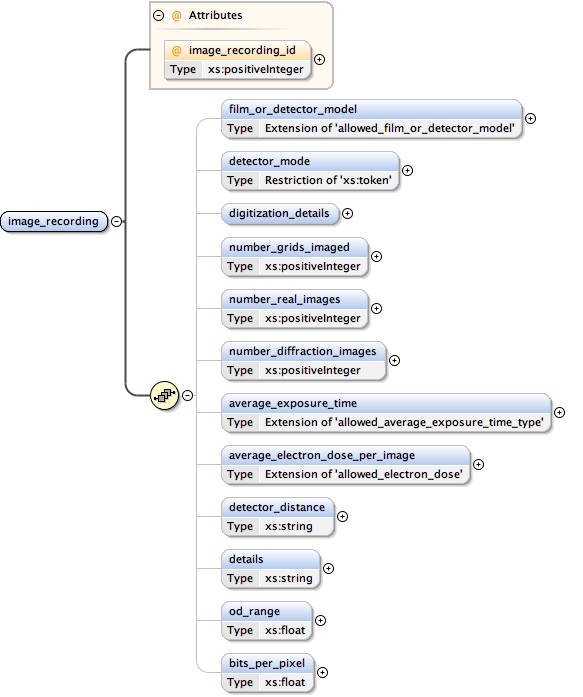 Attributes
@ image_recording_id
Type xs:positiveInteger
film_or_detector_model
Type Extension of 'allowed_film_or_detector_model'
detector_mode
Type Restriction of 'xs:token'
image_recording
digitization_details
number_grids_imaged
Type xs:positiveInteger
number_real_images
Type xs:positiveInteger
number_diffraction_images
Type xs:positiveInteger
average_exposure_time
Type Extension of 'allowed_average_exposure_time_type'
average_electron_dose_per_image
Type Extension of 'allowed_electron_dose'
detector_distance
Type xs:string
details
Type xs:string
od_range
Type xs:float
bits_per_pixel
Type xs:float